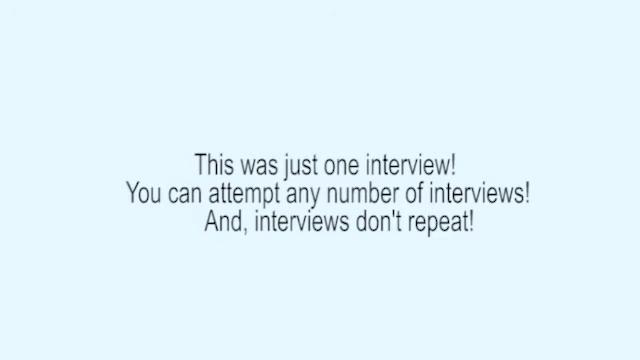 This was just one interview!
You can attempt any number of interviews!
And, interviews don't repeat!